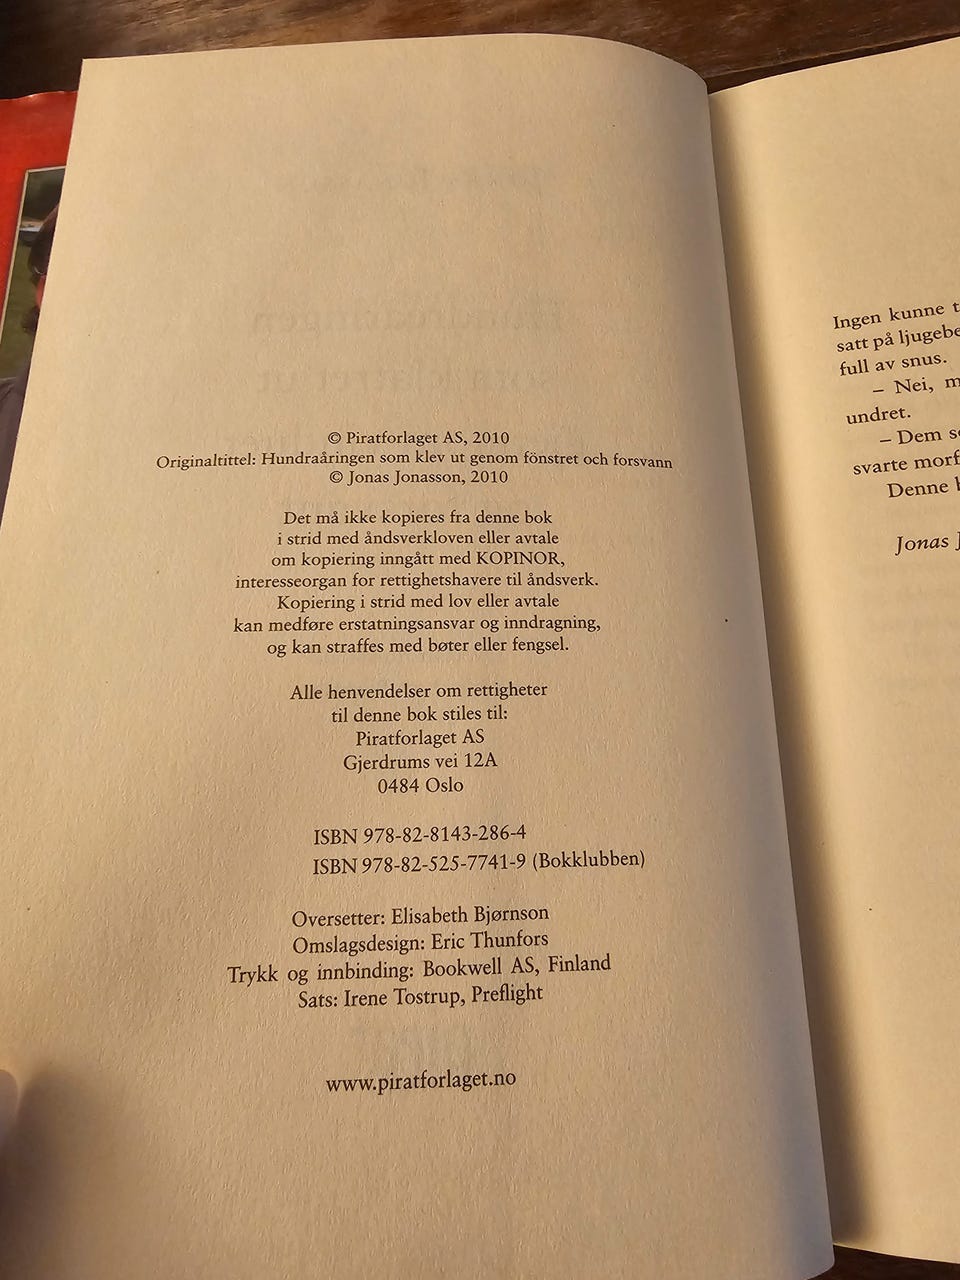 © Piratforlaget AS, 2010
Originaltittel: Hundraåringen som klev ut genom fönstret och forsvann
© Jonas Jonasson, 2010
Det må ikke kopieres fra denne bok
i strid med åndsverkloven eller avtale
om kopiering inngått med KOPINOR,
interesseorgan for rettighetshavere til åndsverk.
Kopiering i strid med lov eller avtale
kan medføre erstatningsansvar og inndragning,
og kan straffes med bøter eller fengsel.
Alle henvendelser om rettigheter
til denne bok stiles til:
Piratforlaget AS
Gjerdrums vei 12A
0484 Oslo
ISBN 978-82-8143-286-4
ISBN 978-82-525-7741-9 (Bokklubben)
Oversetter: Elisabeth Bjørnson
Omslagsdesign: Eric Thunfors
Trykk og innbinding: Bookwell AS, Finland
Sats: Irene Tostrup, Preflight
www.piratforlaget.no
Ingen kunne
satt på
full av snus.
– Nei,
undret.
– Dem
svarte
Denne
Jonas